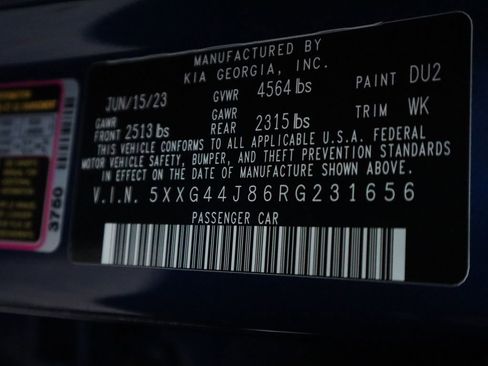 MANUFACTURED BY
KIA GEORGIA, INC.
JUN/15/23 GVWR 4564 lbs PAINT DU2
GAWR FRONT 2513 lbs GAWR REAR 2315 lbs TRIM WK
THIS VEHICLE CONFORMS TO ALL APPLICABLE U.S.A. FEDERAL
MOTOR VEHICLE SAFETY, BUMPER, AND THEFT PREVENTION STANDARDS
IN EFFECT ON THE DATE OF MANUFACTURE SHOWN ABOVE.
V.I.N. 5XXG44J86RG231656
PASSENGER CAR
3750